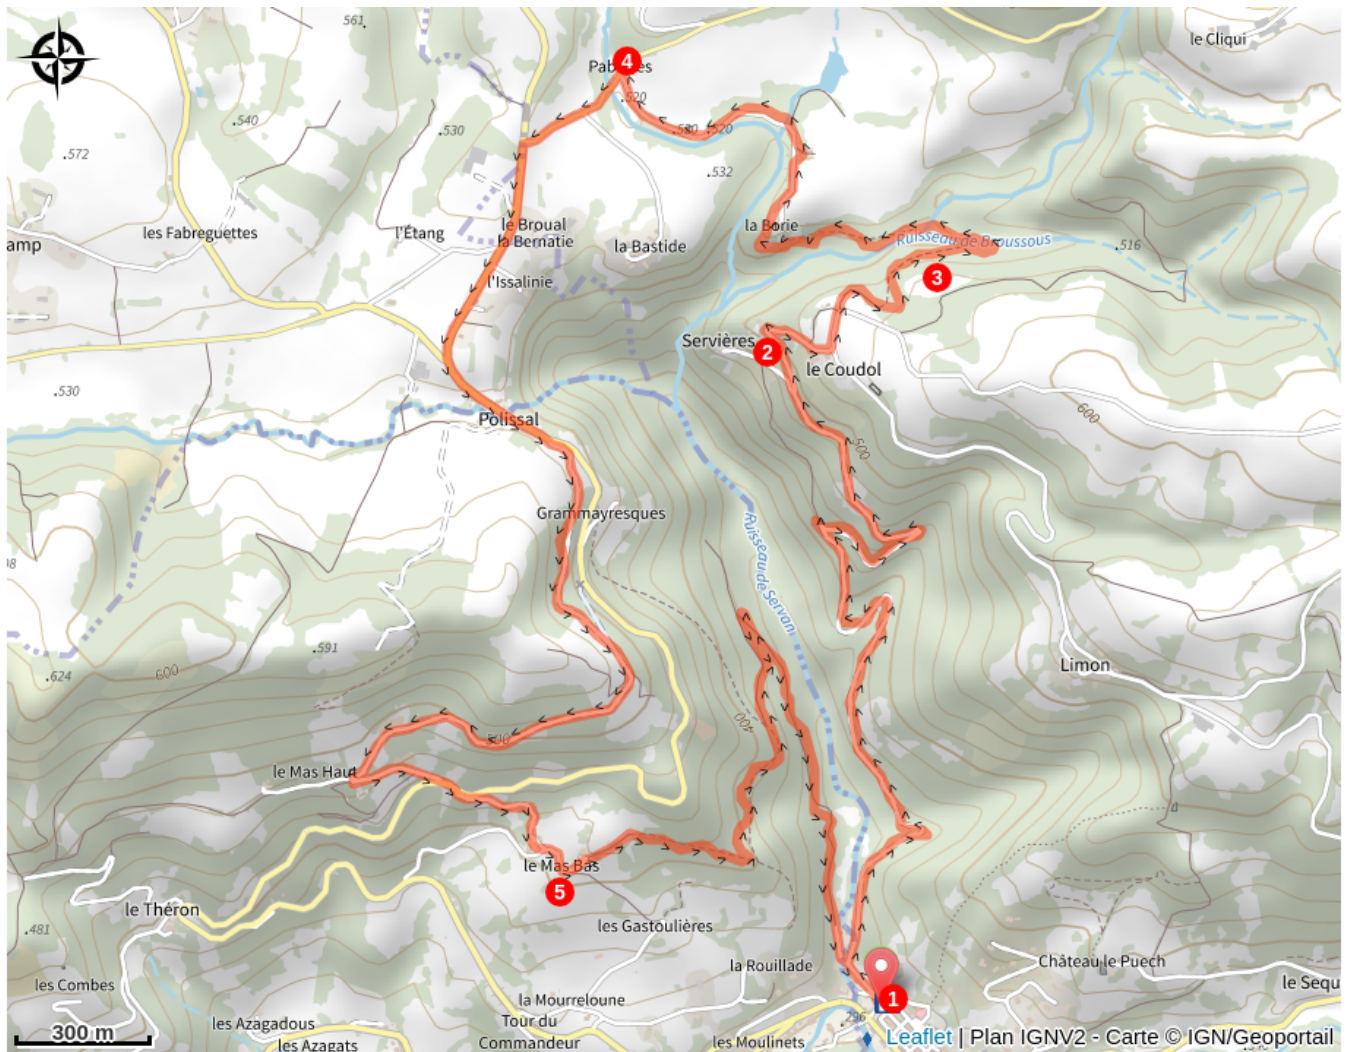 561
le Cliqui
4
Pab
es
520
540
530
520
572
532
516
les Fabreguettes
l'Étang
le Broual
la Bernatie
la Bastide
la Borie
Ruisseau de Broussous
amp
l'Issalinie
3
Servières
2
le Coudol
530
600
Polissal
500
Grammayresques
Ruisseau de Servan
591
600
624
Limon
400
le Mas Haut
le Mas Bas
5
le Théron
481
les Gastoulières
la Rouillade
Château le Puech
les Combes
le Sequ
1
la Mourreloune
296
les Azagadous
Tour du
Commandeur
300 m
les Azagats
les Moulinets
Leaflet | Plan IGNV2 - Carte © IGN/Geoportail